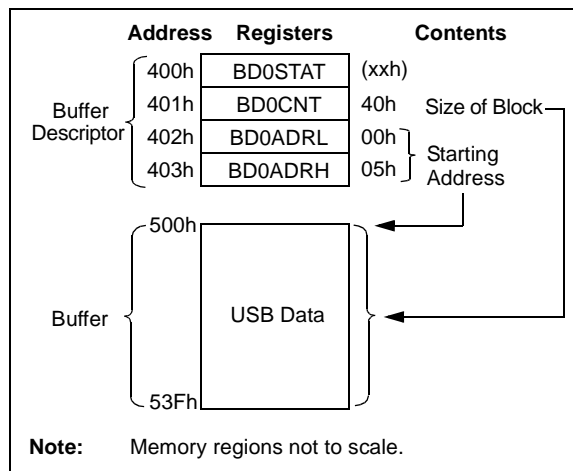 Address Registers Contents
400h BD0STAT (xxh)
401h BD0CNT 40h Size of Block
Buffer
Descriptor
402h BD0ADRL 00h
403h BD0ADRH 05h
Starting
Address
500h
Buffer USB Data
53Fh
Note: Memory regions not to scale.